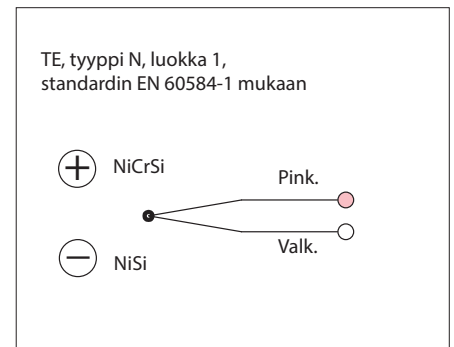 TE, tyyppi N, luokka 1,
standardin EN 60584-1 mukaan
NiCrSi
Pink.
Valk.
NiSi